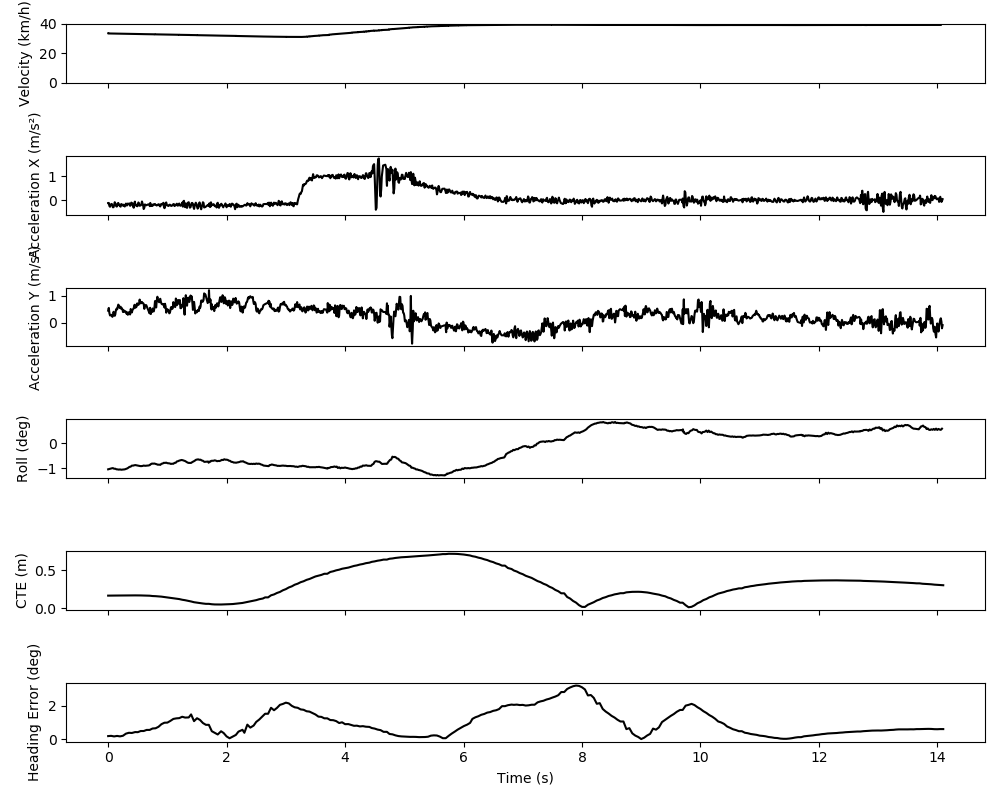 Velocity (km/h)
40
20
0
Acceleration X (m/s²)
1
0
Acceleration Y (m/s²)
1
0
Roll (deg)
0
−1
CTE (m)
0.5
0.0
Heading Error (deg)
2
0
0 2 4 6 8 10 12 14
Time (s)